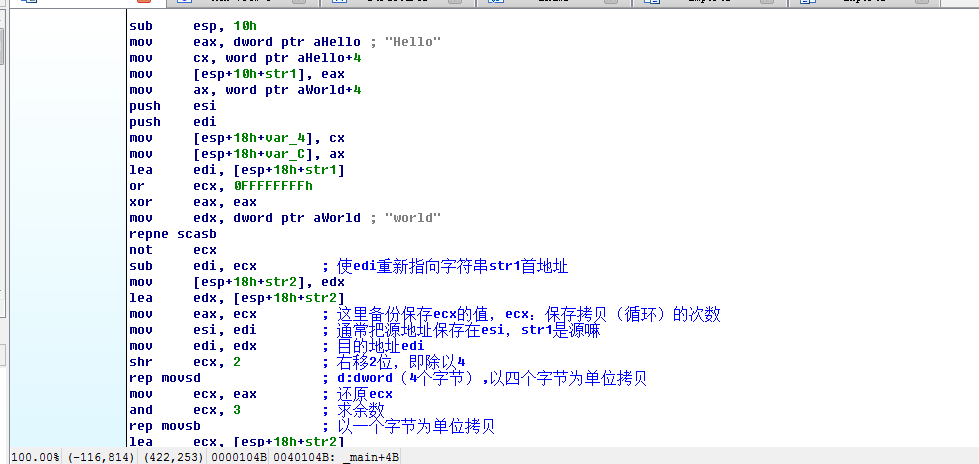 sub esp, 10h
mov eax, dword ptr aHello ; "Hello"
mov cx, word ptr aHello+4
mov [esp+10h+str1], eax
mov ax, word ptr aWorld+4
push esi
push edi
mov [esp+18h+var_4], cx
mov [esp+18h+var_C], ax
lea edi, [esp+18h+str1]
or ecx, 0FFFFFFFFh
xor eax, eax
mov edx, dword ptr aWorld ; "world"
repne scasb
not ecx
sub edi, ecx ; 使edi重新指向字符串str1首地址
mov [esp+18h+str2], edx
lea edx, [esp+18h+str2]
mov eax, ecx ; 这里备份保存ecx的值，ecx：保存拷贝（循环）的次数
mov esi, edi ; 通常把源地址保存在esi，str1是源嘛
mov edi, edx ; 目的地址edi
shr ecx, 2 ; 右移2位，即除以4
rep movsd ; d:dword（4个字节）,以四个字节为单位拷贝
mov ecx, eax ; 还原ecx
and ecx, 3 ; 求余数
rep movsb ; 以一个字节为单位拷贝
lea ecx, [esp+18h+str2]
100.00% (-116,814) (422,253) 0000104B 0040104B: _main+4B